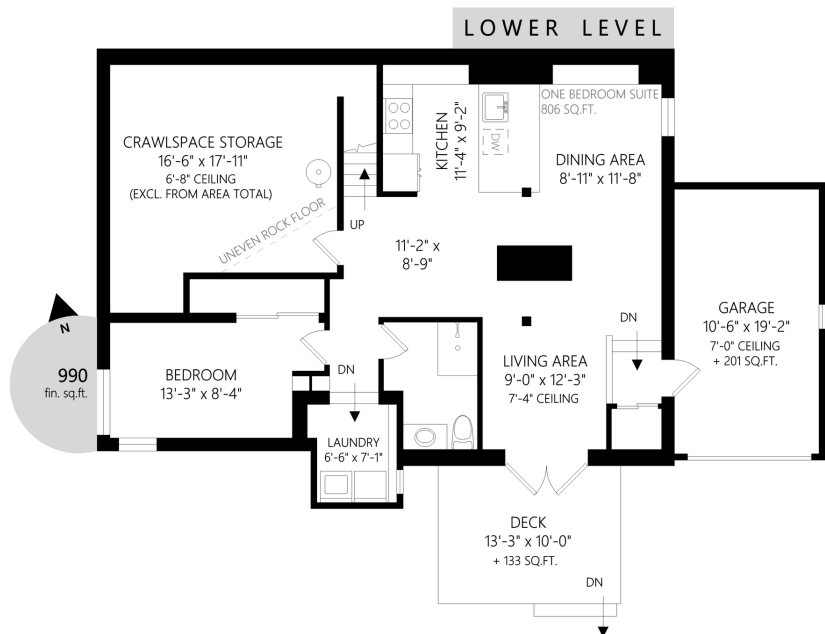 LOWER LEVEL
ONE BEDROOM SUITE
806 SQ.FT.
CRAWLSPACE STORAGE
16'-6" x 17'-11"
6'-8" CEILING
(EXCL. FROM AREA TOTAL)
UNEVEN ROCK FLOOR
KITCHEN
11'-4" x 9'-2"
DW
DINING AREA
8'-11" x 11'-8"
UP
11'-2" x
8'-9"
GARAGE
10'-6" x 19'-2"
7'-0" CEILING
+ 201 SQ.FT.
DN
N
990
fin. sq.ft.
BEDROOM
13'-3" x 8'-4"
DN
LIVING AREA
9'-0" x 12'-3"
7'-4" CEILING
LAUNDRY
6'-6" x 7'-1"
DECK
13'-3" x 10'-0"
+ 133 SQ.FT.
DN